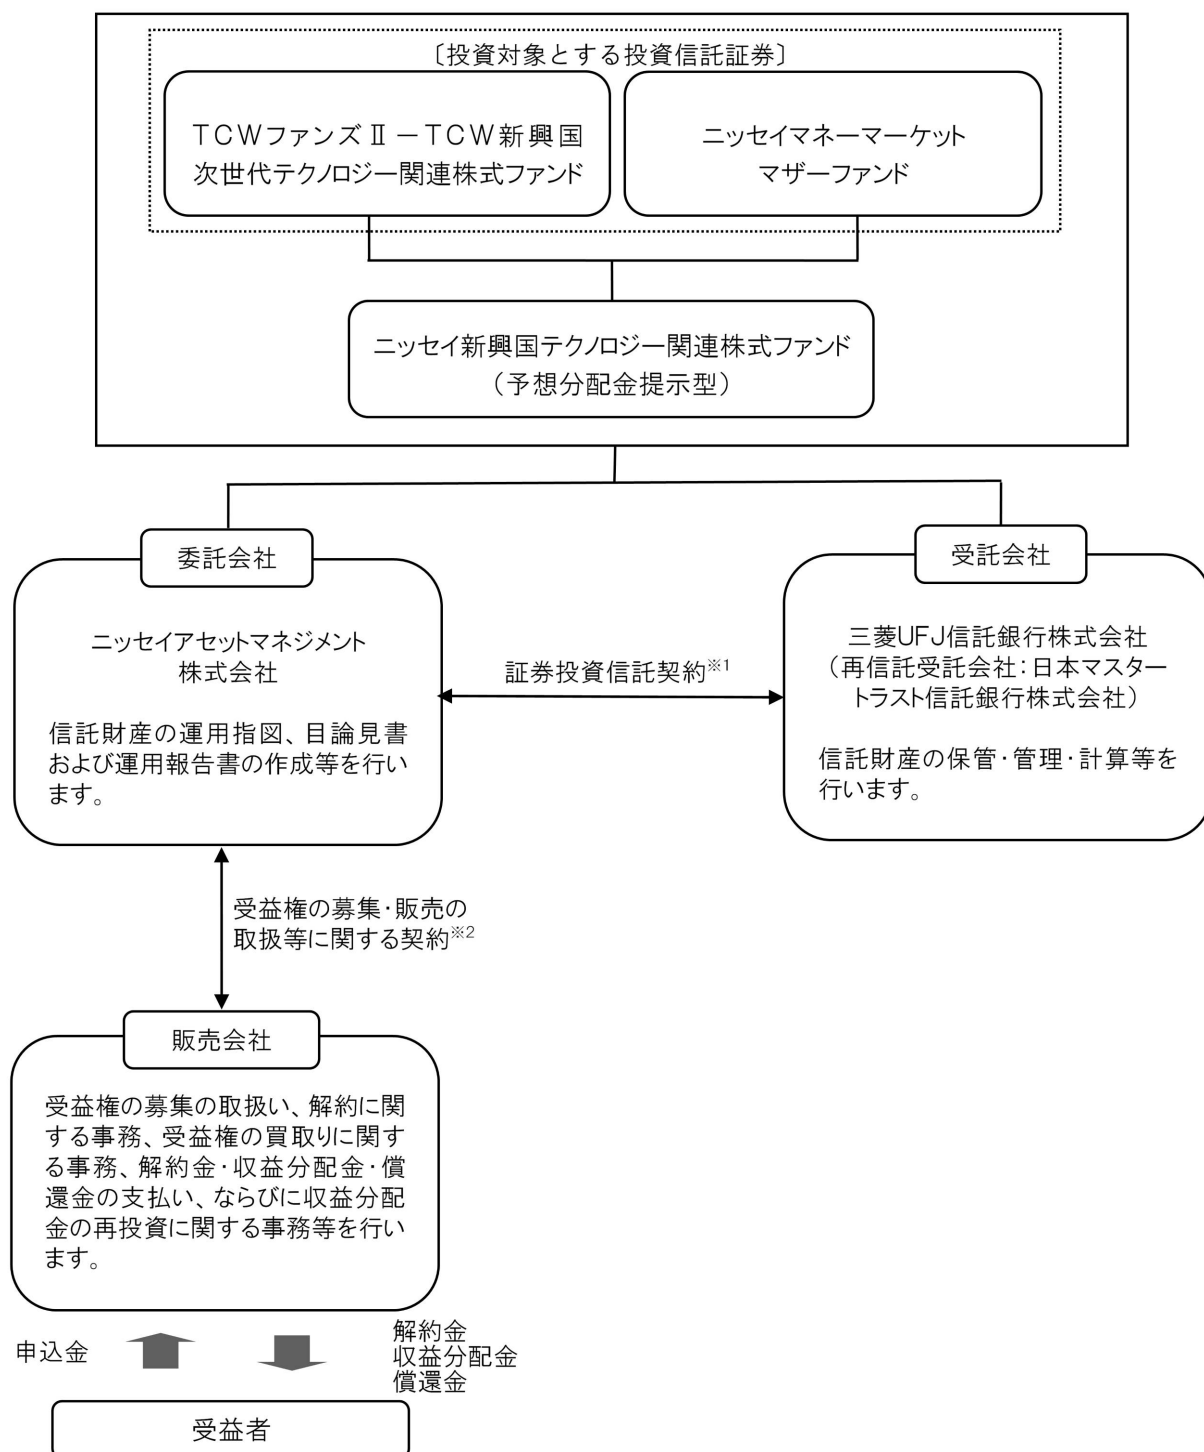 〔投資対象とする投資信託証券〕
TCWファンズⅡ－TCW新興国
次世代テクノロジー関連株式ファンド
ニッセイマネーマーケット
マザーファンド
ニッセイ新興国テクノロジー関連株式ファンド
（予想分配金提示型）
委託会社
ニッセイアセットマネジメント
株式会社
信託財産の運用指図、目論見書
および運用報告書の作成等を行い
ます。
証券投資信託契約※1
受託会社
三菱UFJ信託銀行株式会社
（再信託受託会社：日本マスター
トラスト信託銀行株式会社）
信託財産の保管・管理・計算等を
行います。
受益権の募集・販売の
取扱等に関する契約※2
販売会社
受益権の募集の取扱い、解約に関
する事務、受益権の買取りに関す
る事務、解約金・収益分配金・償
還金の支払い、ならびに収益分配
金の再投資に関する事務等を行い
ます。
申込金
解約金
収益分配金
償還金
受益者